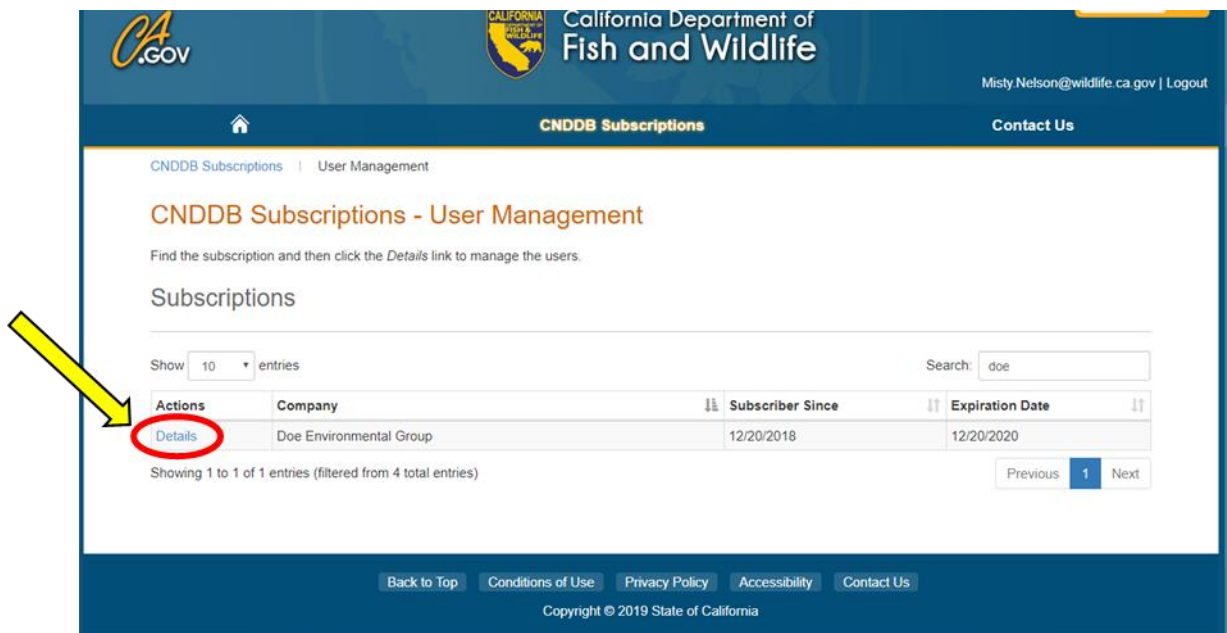 CA
.GOV
CALIFORNIA
DEPARTMENT OF
FISH &
WILDLIFE
California Department of
Fish and Wildlife
Misty.Nelson@wildlife.ca.gov | Logout
CNDDB Subscriptions
Contact Us
CNDDB Subscriptions | User Management
CNDDB Subscriptions - User Management
Find the subscription and then click the Details link to manage the users.
Subscriptions
Show 10 entries
Search: doe
Actions Company Subscriber Since Expiration Date
Details Doe Environmental Group 12/20/2018 12/20/2020
Showing 1 to 1 of 1 entries (filtered from 4 total entries)
Previous 1 Next
Back to Top Conditions of Use Privacy Policy Accessibility Contact Us
Copyright © 2019 State of California